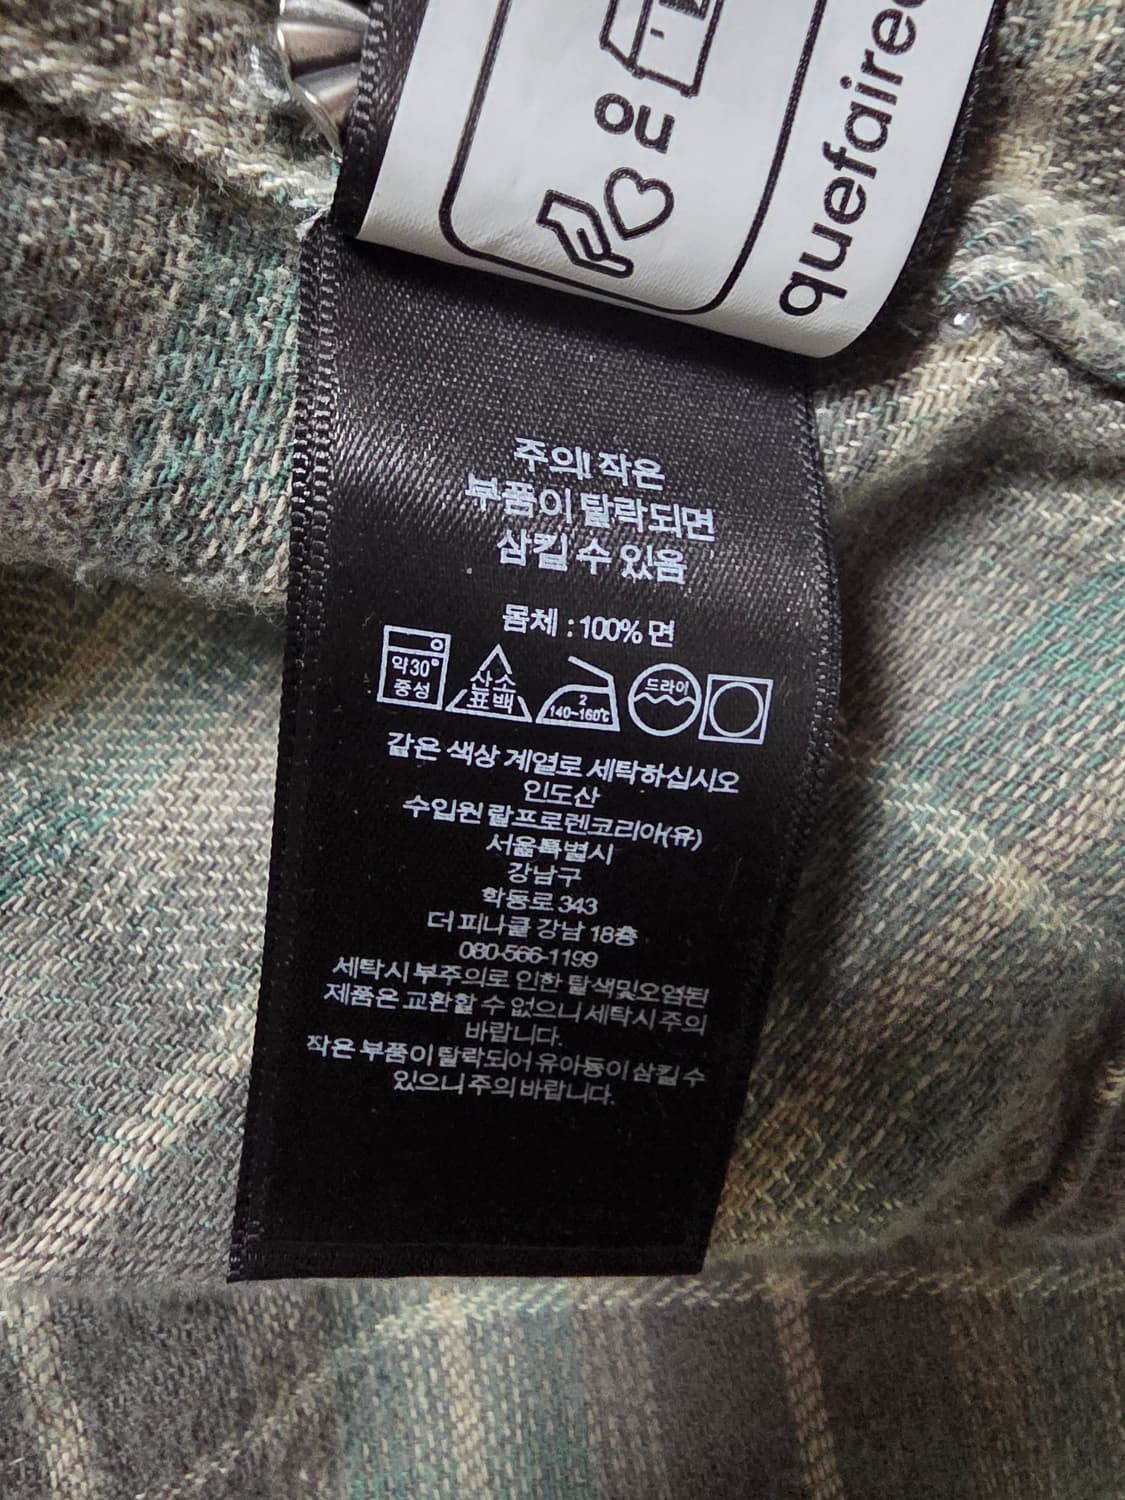 OU
quefaire
주의! 작은
부품이 탈락되면
삼킬 수 있음
몸체 : 100% 면
약30°
중성
산소
표백
2
140~160℃
드라이
같은 색상 계열로 세탁하십시오
인도산
수입원 랄프로렌코리아(유)
서울특별시
강남구
학동로 343
더 피나클 강남 18층
080-566-1199
세탁시 부주의로 인한 탈색및오염된
제품은 교환할 수 없으니 세탁시 주의
바랍니다.
작은 부품이 탈락되어 유아등이 삼킬 수
있으니 주의 바랍니다.